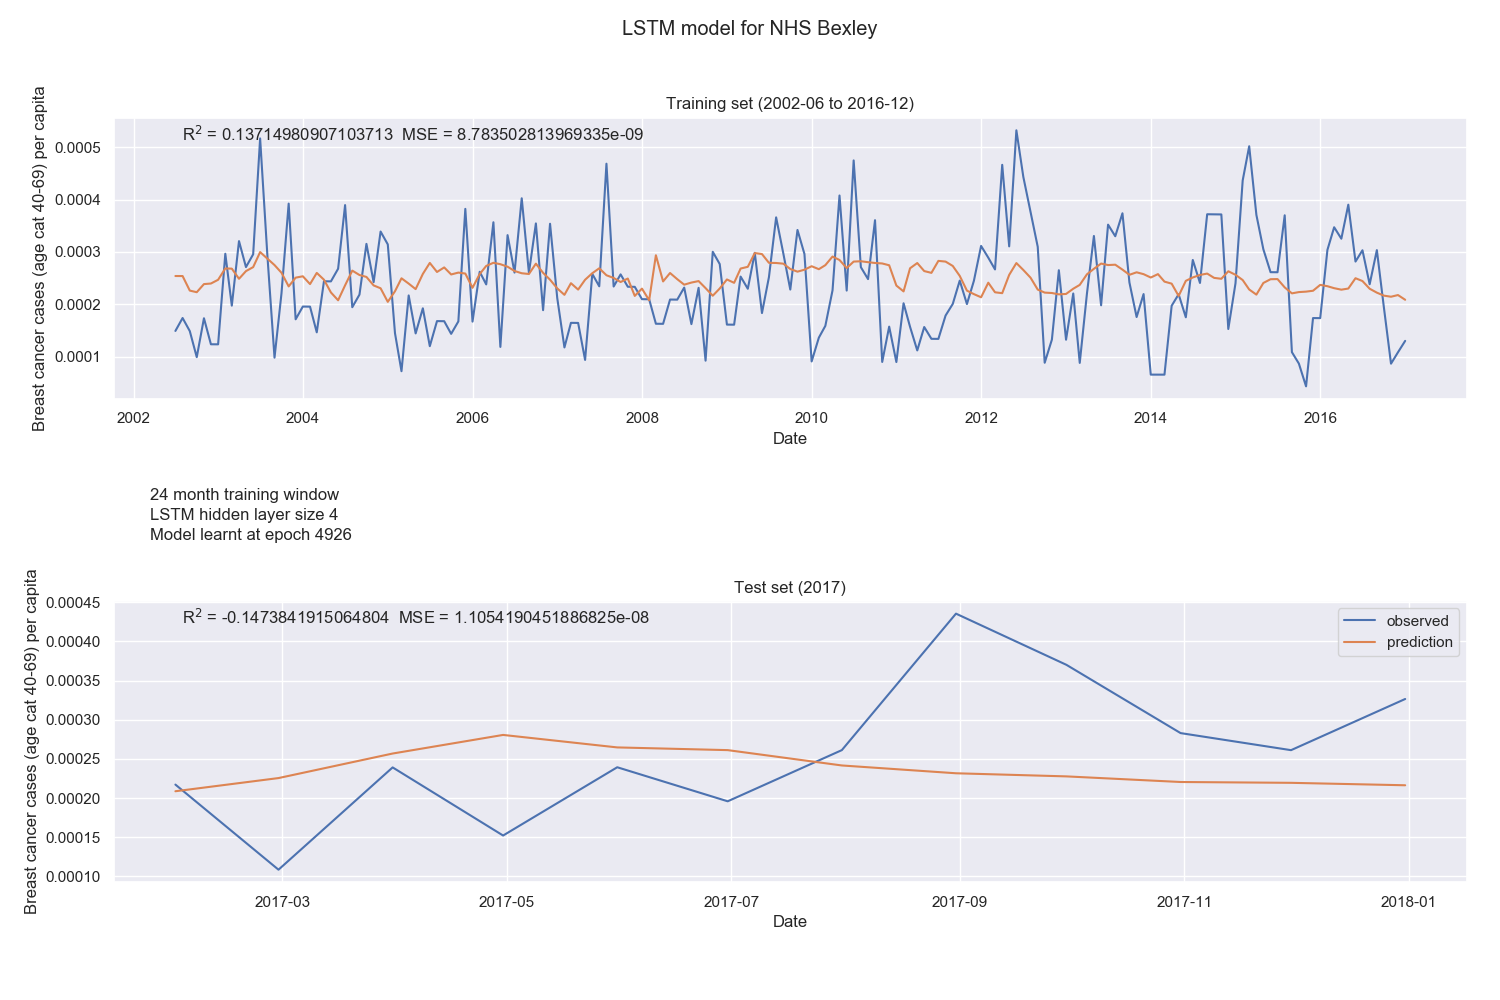 LSTM model for NHS Bexley
Training set (2002-06 to 2016-12)
R² = 0.13714980907103713  MSE = 8.783502813969335e-09
Breast cancer cases (age cat 40-69) per capita
0.0005
0.0004
0.0003
0.0002
0.0001
2002 2004 2006 2008 2010 2012 2014 2016
Date
24 month training window
LSTM hidden layer size 4
Model learnt at epoch 4926
Test set (2017)
R² = -0.1473841915064804  MSE = 1.1054190451886825e-08
observed
prediction
Breast cancer cases (age cat 40-69) per capita
0.00045
0.00040
0.00035
0.00030
0.00025
0.00020
0.00015
0.00010
2017-03 2017-05 2017-07 2017-09 2017-11 2018-01
Date